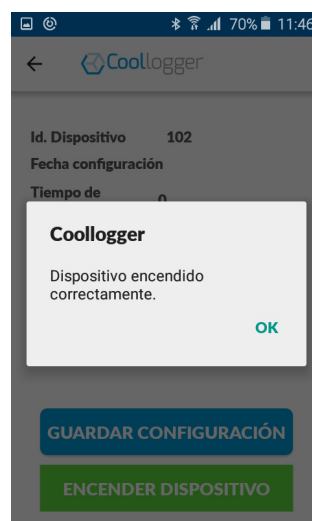 70% 11:46
Coollogger
Id. Dispositivo 102
Fecha configuración
Tiempo de
Coollogger
Dispositivo encendido
correctamente.
OK
GUARDAR CONFIGURACIÓN
ENCENDER DISPOSITIVO